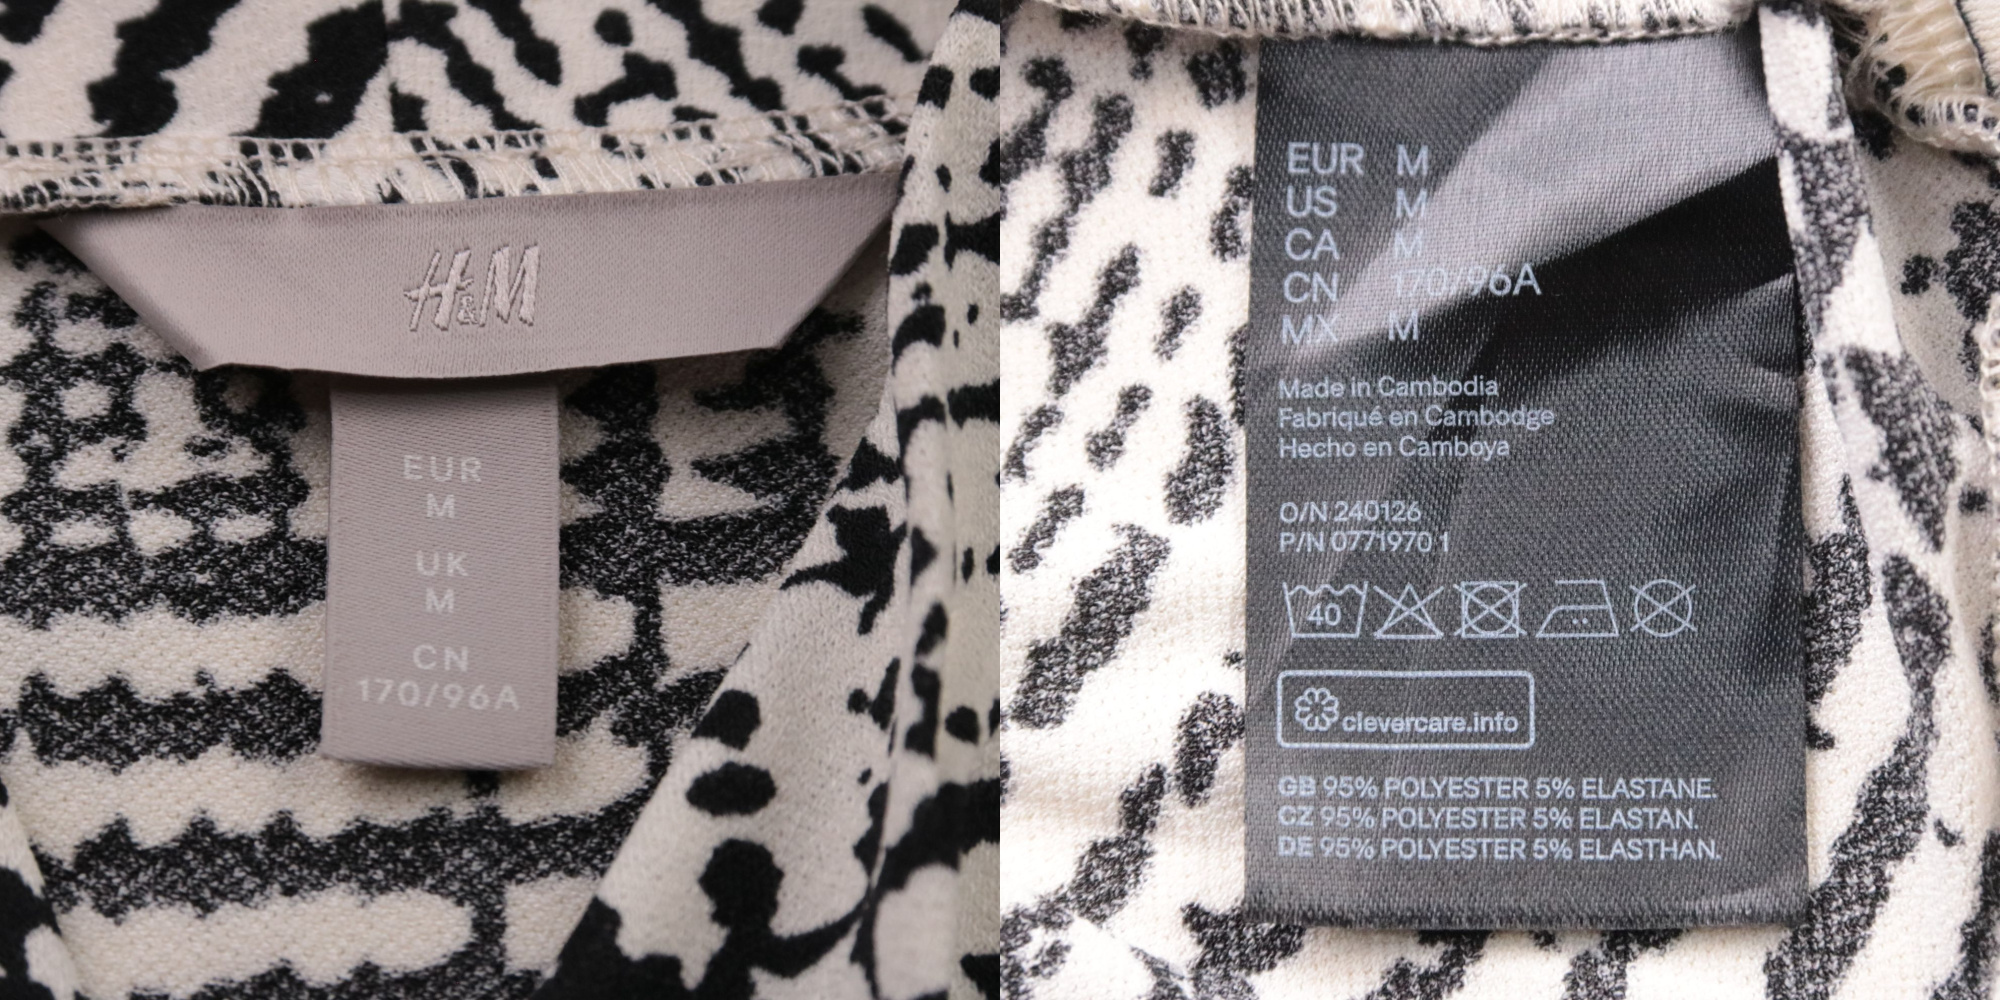 H&M
EUR
M
UK
M
CN
170/96A
EUR M
US M
CA M
CN 170/96A
MX M
Made in Cambodia
Fabriqué en Cambodge
Hecho en Camboya
O/N 240126
P/N 0771970 1
40
clevercare.info
GB 95% POLYESTER 5% ELASTANE.
CZ 95% POLYESTER 5% ELASTAN.
DE 95% POLYESTER 5% ELASTHAN.